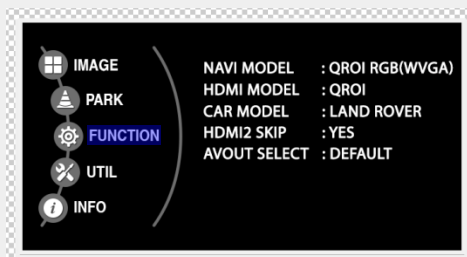 IMAGE
PARK
FUNCTION
UTIL
INFO
NAVI MODEL : QROI RGB(WVGA)
HDMI MODEL : QROI
CAR MODEL : LAND ROVER
HDMI2 SKIP : YES
AVOUT SELECT : DEFAULT